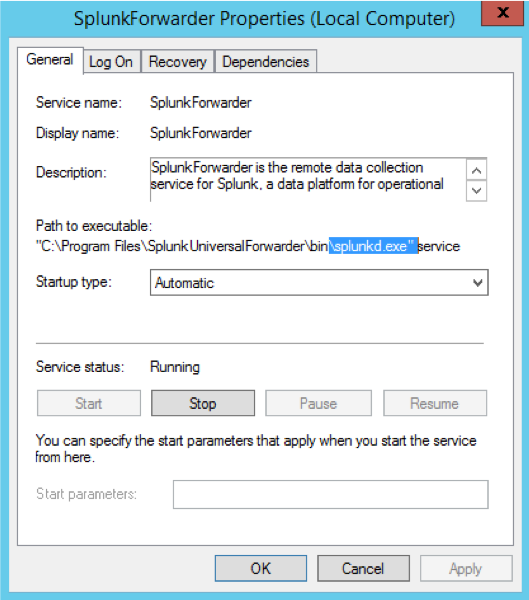 SplunkForwarder Properties (Local Computer)
x
General Log On Recovery Dependencies
Service name: SplunkForwarder
Display name: SplunkForwarder
Description: SplunkForwarder is the remote data collection
service for Splunk, a data platform for operational
Path to executable:
"C:\Program Files\SplunkUniversalForwarder\bin\splunkd.exe" service
Startup type: Automatic
Service status: Running
Start Stop Pause Resume
You can specify the start parameters that apply when you start the service
from here.
Start parameters:
OK Cancel Apply